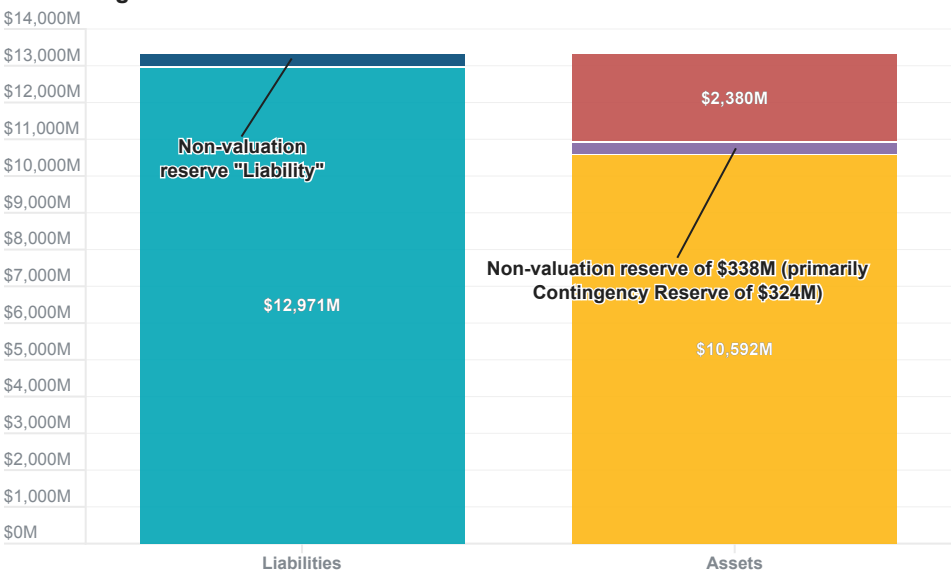 $14,000M
$13,000M
$12,000M
$11,000M
$10,000M
$9,000M
$8,000M
$7,000M
$6,000M
$5,000M
$4,000M
$3,000M
$2,000M
$1,000M
$0M
$2,380M
Non-valuation
reserve "Liability"
Non-valuation reserve of $338M (primarily
Contingency Reserve of $324M)
$12,971M
$10,592M
Liabilities
Assets